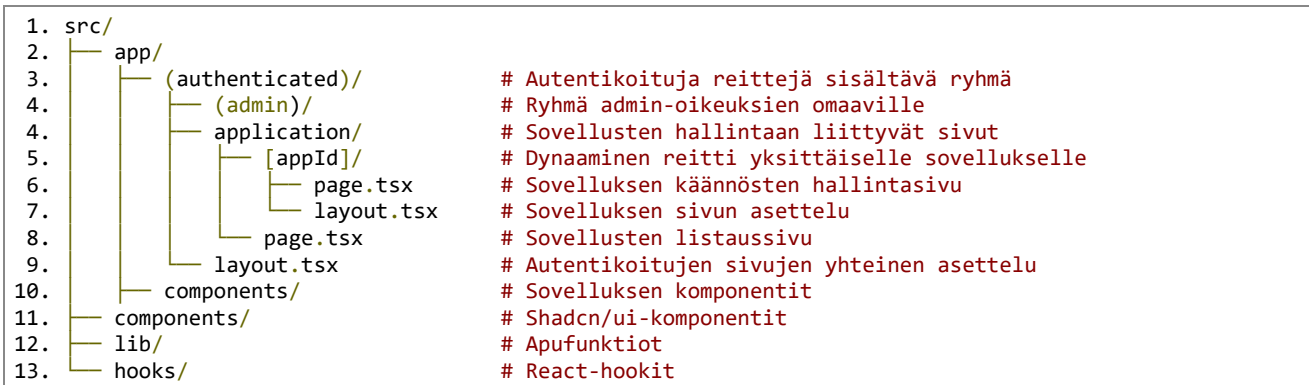 1. src/
2. ├── app/
3. │   ├── (authenticated)/         # Autentikoituja reittejä sisältävä ryhmä
4. │   │   ├── (admin)/             # Ryhmä admin-oikeuksien omaaville
4. │   │   ├── application/         # Sovellusten hallintaan liittyvät sivut
5. │   │   │   ├── [appId]/         # Dynaaminen reitti yksittäiselle sovellukselle
6. │   │   │   │   ├── page.tsx     # Sovelluksen käännösten hallintasivu
7. │   │   │   │   └── layout.tsx   # Sovelluksen sivun asettelu
8. │   │   │   └── page.tsx         # Sovellusten listaussivu
9. │   │   └── layout.tsx           # Autentikoitujen sivujen yhteinen asettelu
10. │   ├── components/              # Sovelluksen komponentit
11. ├── components/                  # Shadcn/ui-komponentit
12. ├── lib/                         # Apufunktiot
13. └── hooks/                       # React-hookit